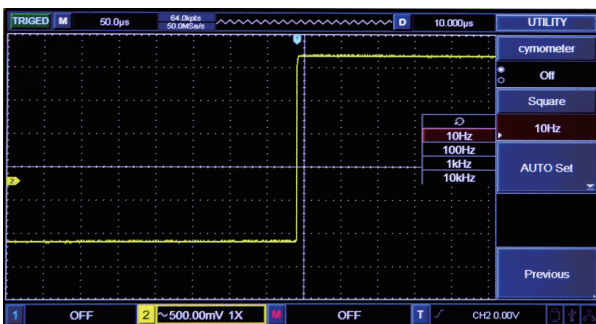 TRIGED M 50.0μs 64.0kpts 50.0MSa/s D 10.000μs UTILITY
cymometer
Off
Square
10Hz
10Hz
100Hz
1kHz
10kHz
AUTO Set
2
Previous
1 OFF 2 ~500.00mV 1X M OFF T CH2 0.00V